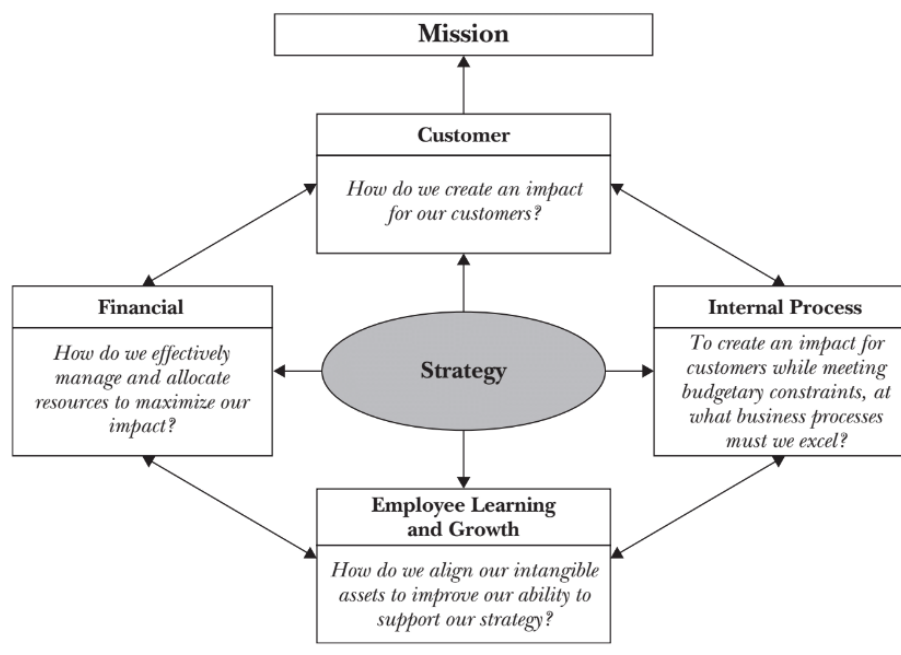 Mission
Customer
How do we create an impact
for our customers?
Financial
How do we effectively
manage and allocate
resources to maximize our
impact?
Strategy
Internal Process
To create an impact for
customers while meeting
budgetary constraints, at
what business processes
must we excel?
Employee Learning
and Growth
How do we align our intangible
assets to improve our ability to
support our strategy?